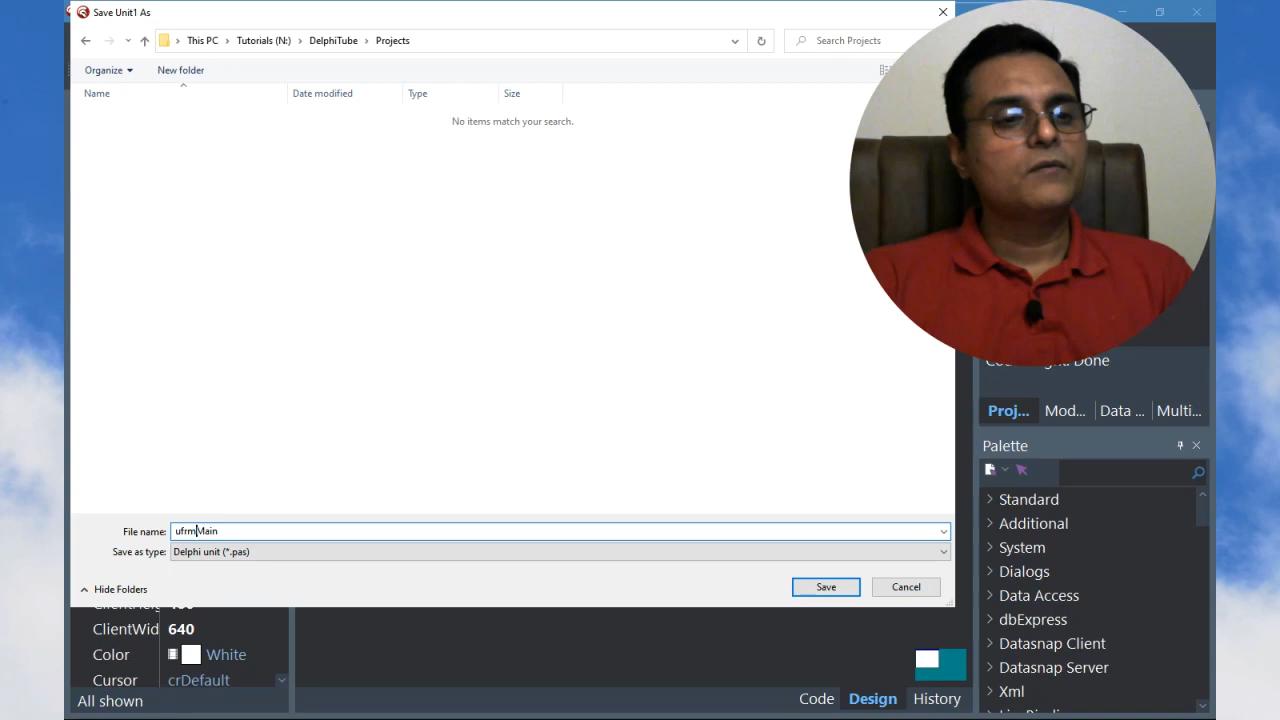 Save Unit1 As
This PC > Tutorials (N:) > DelphiTube > Projects
Search Projects
Organize
New folder
Name
Date modified
Type
Size
No items match your search.
Done
Proj...
Mod...
Data ...
Multi...
Palette
Standard
Additional
System
Dialogs
Data Access
dbExpress
Datasnap Client
Datasnap Server
Xml
File name:
ufrmMain
Save as type:
Delphi unit (*.pas)
Hide Folders
Save
Cancel
ClientWid
640
Color
White
Cursor
crDefault
All shown
Code
Design
History